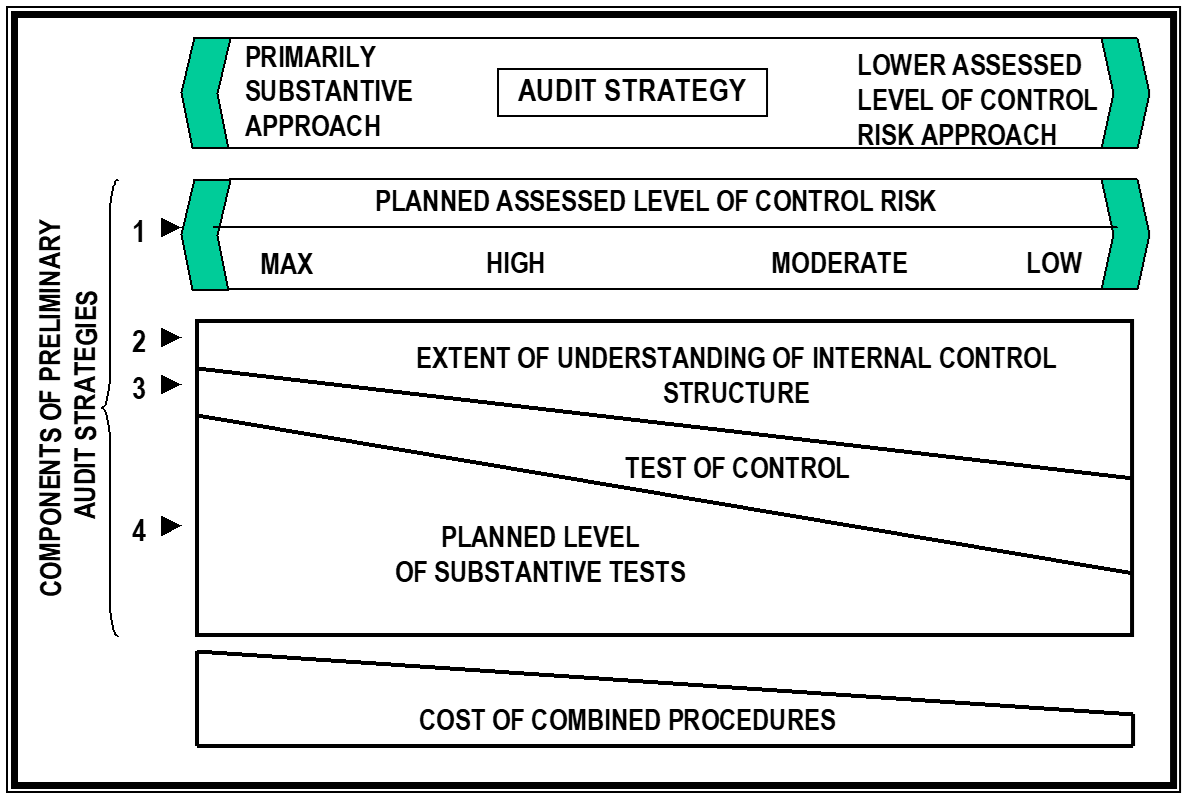 PRIMARILY
SUBSTANTIVE
APPROACH
AUDIT STRATEGY
LOWER ASSESSED
LEVEL OF CONTROL
RISK APPROACH
COMPONENTS OF PRELIMINARY
AUDIT STRATEGIES
1
PLANNED ASSESSED LEVEL OF CONTROL RISK
MAX HIGH MODERATE LOW
2
EXTENT OF UNDERSTANDING OF INTERNAL CONTROL
STRUCTURE
3
TEST OF CONTROL
4
PLANNED LEVEL
OF SUBSTANTIVE TESTS
COST OF COMBINED PROCEDURES